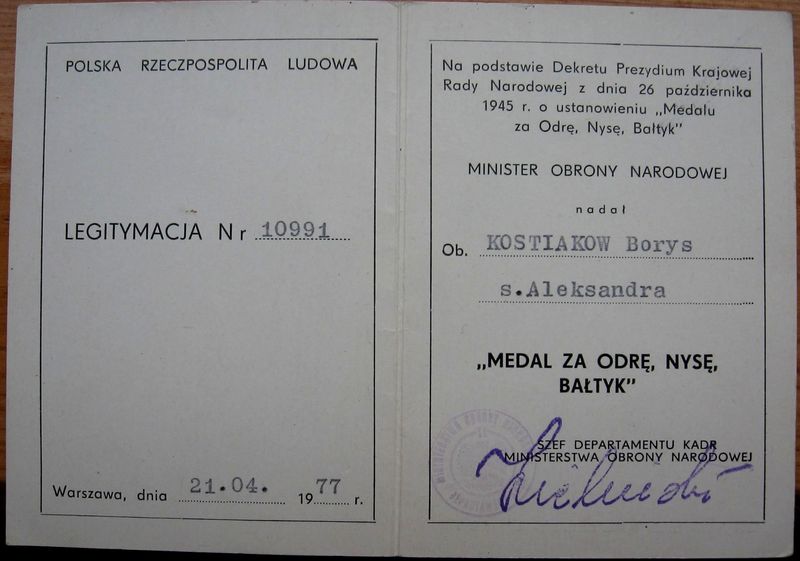 POLSKA RZECZPOSPOLITA LUDOWA
LEGITYMACJA Nr 10991
Warszawa, dnia 21.04. 1977 r.
Na podstawie Dekretu Prezydium Krajowej
Rady Narodowej z dnia 26 października
1945 r. o ustanowieniu „Medalu
za Odrę, Nysę, Bałtyk”
MINISTER OBRONY NARODOWEJ
nadał
Ob. KOSTIAKOW Borys
s.Aleksandra
„MEDAL ZA ODRĘ, NYSĘ,
BAŁTYK”
SZEF DEPARTAMENTU KADR
MINISTERSTWA OBRONY NARODOWEJ